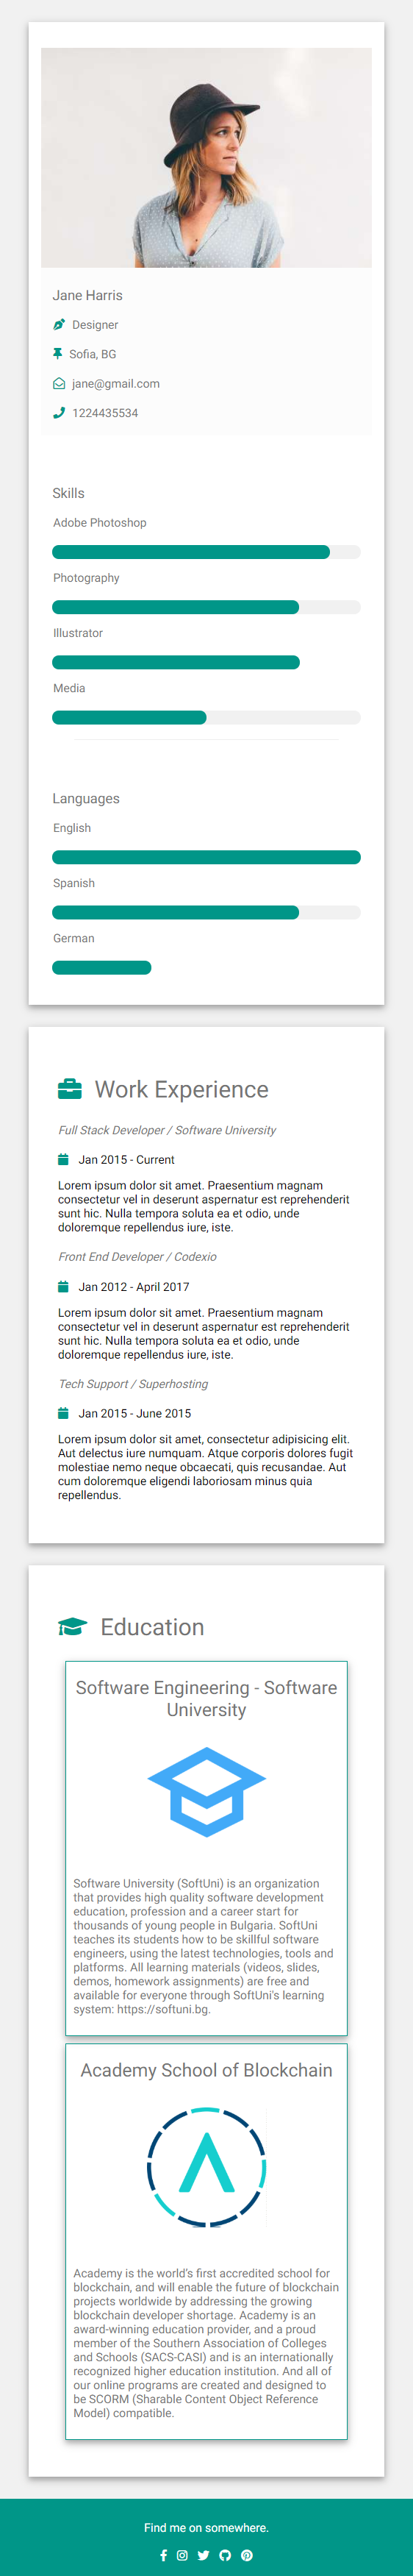 Jane Harris
Designer
Sofia, BG
jane@gmail.com
1224435534
Skills
Adobe Photoshop
Photography
Illustrator
Media
Languages
English
Spanish
German
Work Experience
Full Stack Developer / Software University
Jan 2015 - Current
Lorem ipsum dolor sit amet. Praesentium magnam
consectetur vel in deserunt aspernatur est reprehenderit
sunt hic. Nulla tempora soluta ea et odio, unde
doloremque repellendus iure, iste.
Front End Developer / Codexio
Jan 2012 - April 2017
Lorem ipsum dolor sit amet. Praesentium magnam
consectetur vel in deserunt aspernatur est reprehenderit
sunt hic. Nulla tempora soluta ea et odio, unde
doloremque repellendus iure, iste.
Tech Support / Superhosting
Jan 2015 - June 2015
Lorem ipsum dolor sit amet, consectetur adipisicing elit.
Aut delectus iure numquam. Atque corporis dolores fugit
molestiae nemo neque obcaecati, quis recusandae. Aut
cum doloremque eligendi laboriosam minus quia
repellendus.
Education
Software Engineering - Software
University
Software University (SoftUni) is an organization
that provides high quality software development
education, profession and a career start for
thousands of young people in Bulgaria. SoftUni
teaches its students how to be skillful software
engineers, using the latest technologies, tools and
platforms. All learning materials (videos, slides,
demos, homework assignments) are free and
available for everyone through SoftUni's learning
system: https://softuni.bg.
Academy School of Blockchain
Academy is the world’s first accredited school for
blockchain, and will enable the future of blockchain
projects worldwide by addressing the growing
blockchain developer shortage. Academy is an
award-winning education provider, and a proud
member of the Southern Association of Colleges
and Schools (SACS-CASI) and is an internationally
recognized higher education institution. And all of
our online programs are created and designed to
be SCORM (Sharable Content Object Reference
Model) compatible.
Find me on somewhere.